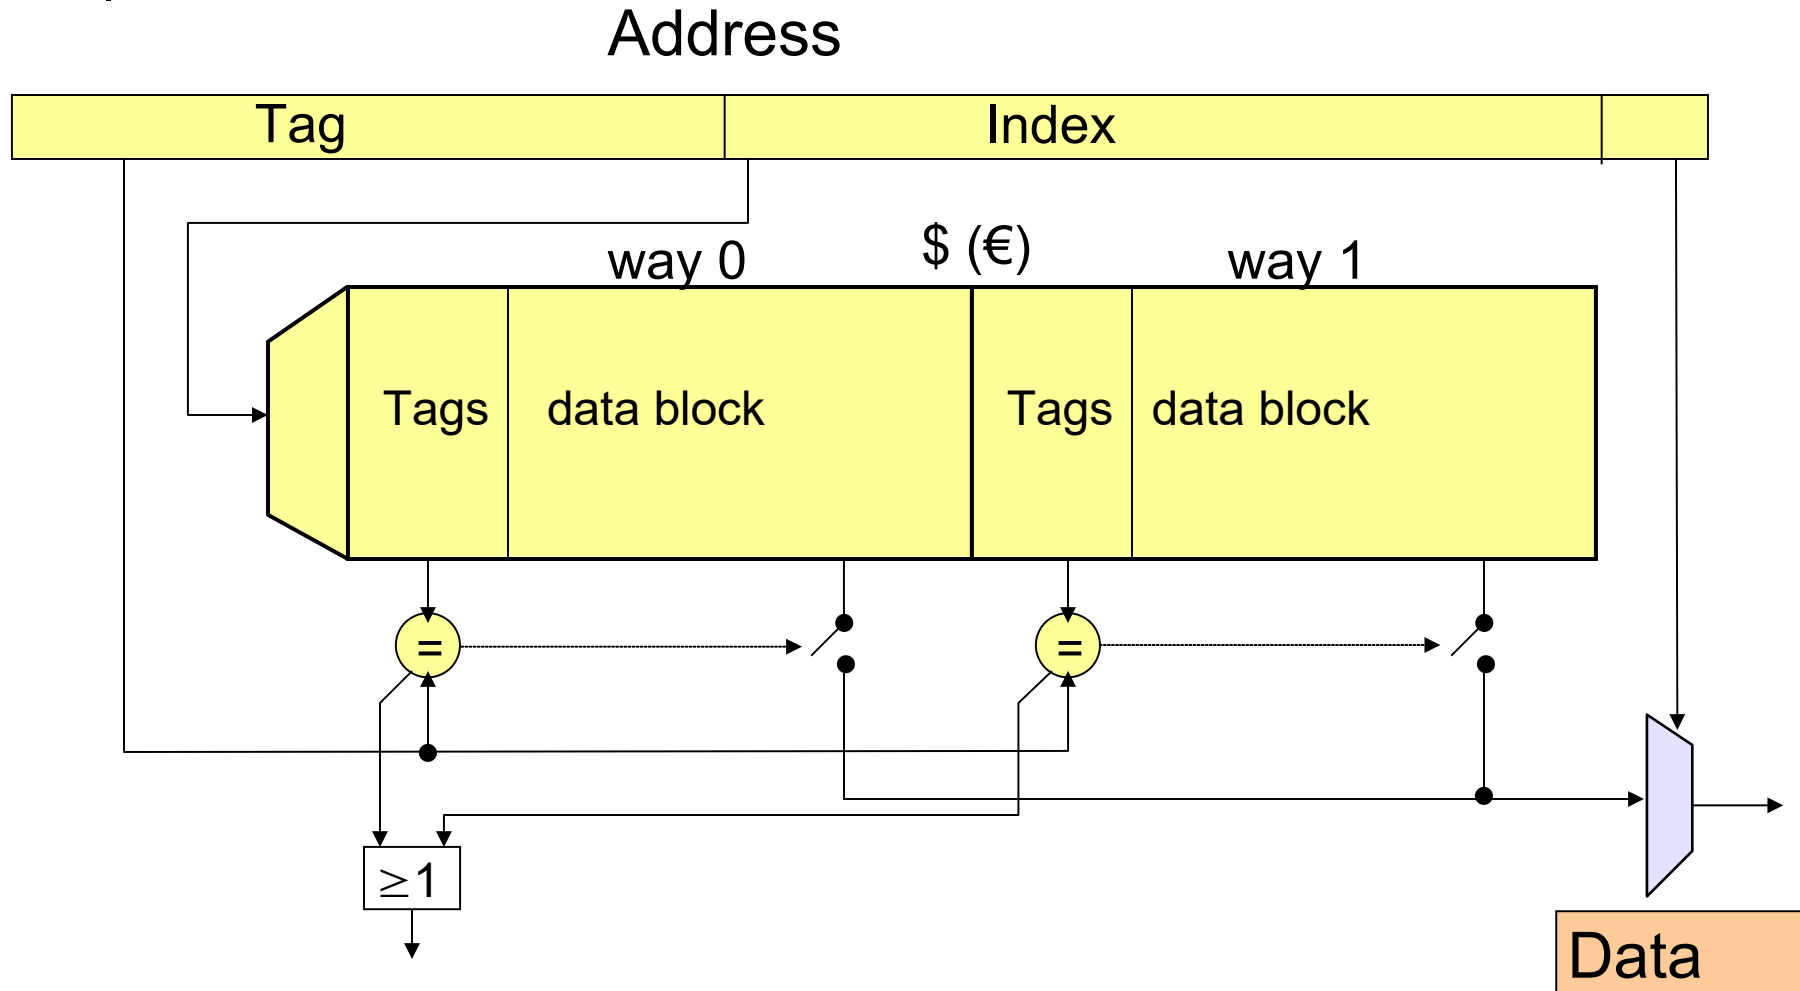 Address
Tag Index
way 0 $ (€) way 1
Tags data block Tags data block
= =
≥1
Data